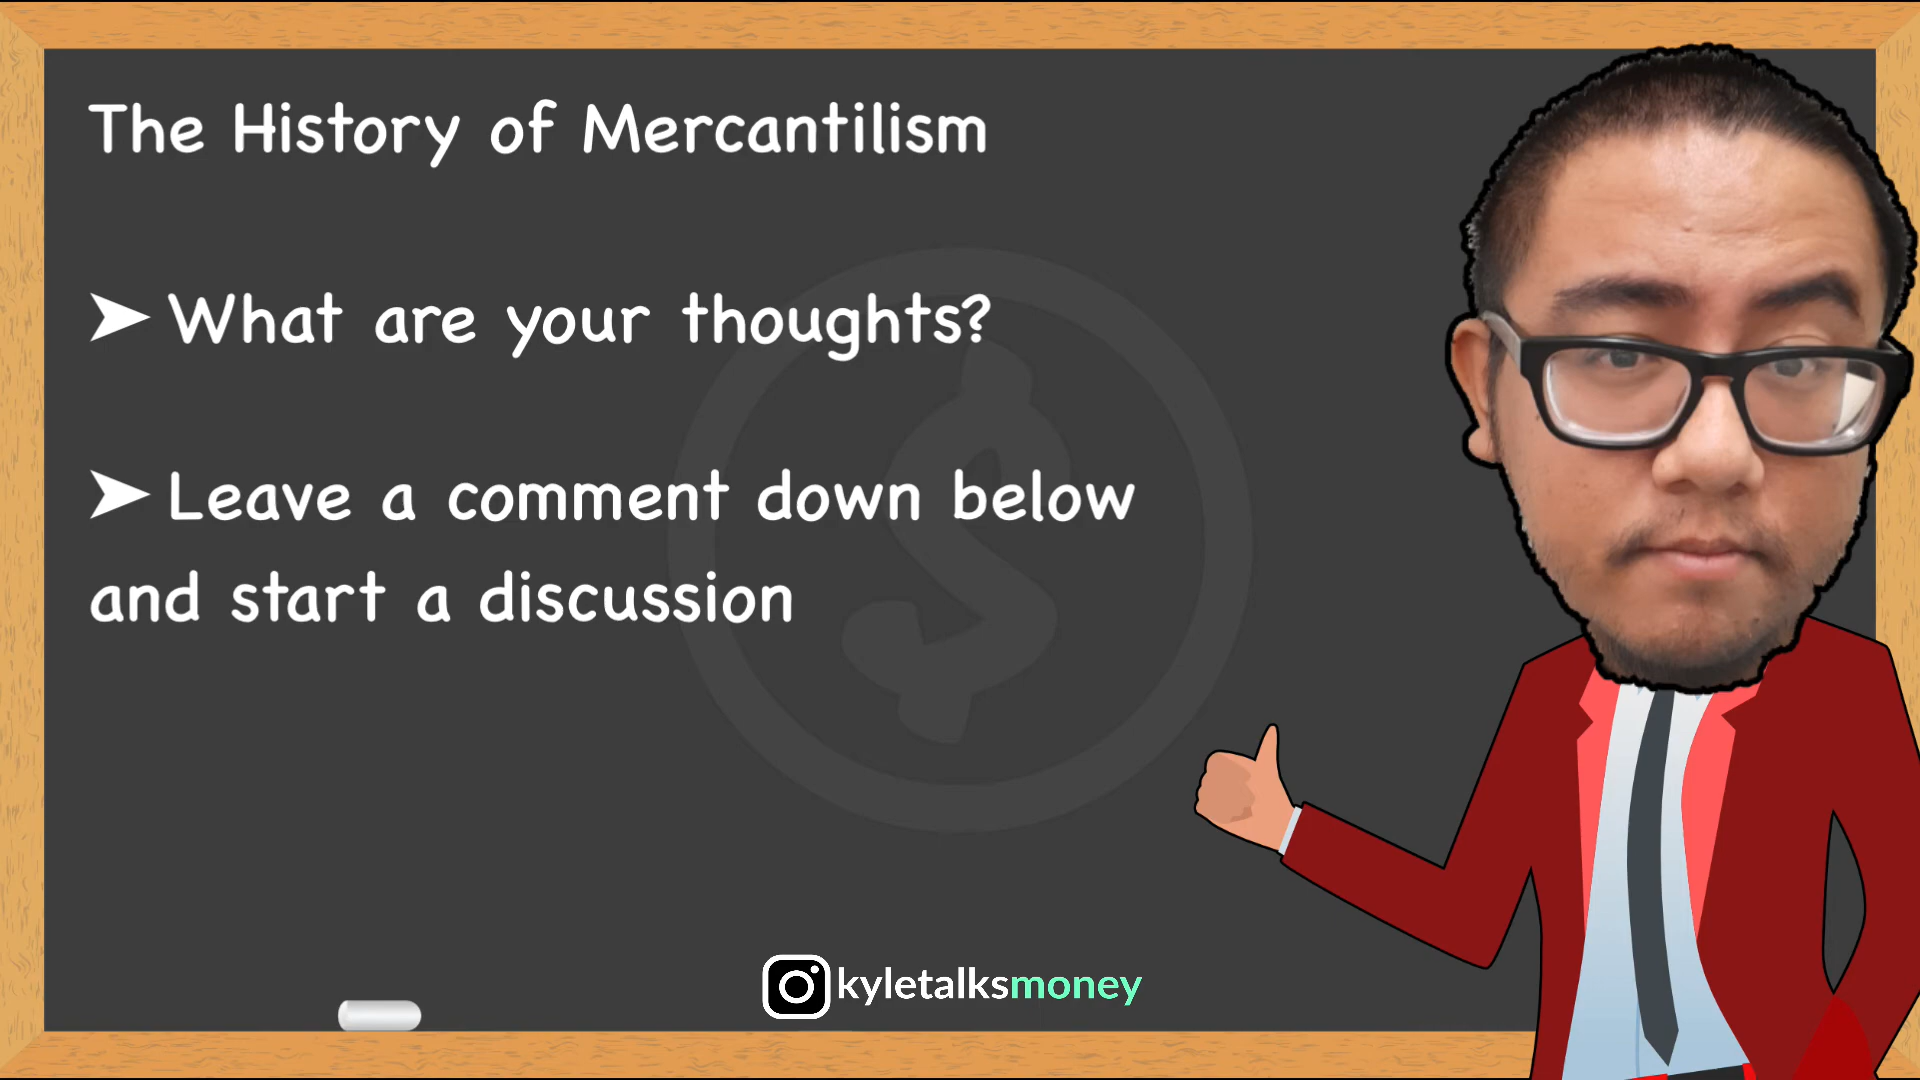 The History of Mercantilism
➤ What are your thoughts?
➤ Leave a comment down below
and start a discussion
kyletalksmoney